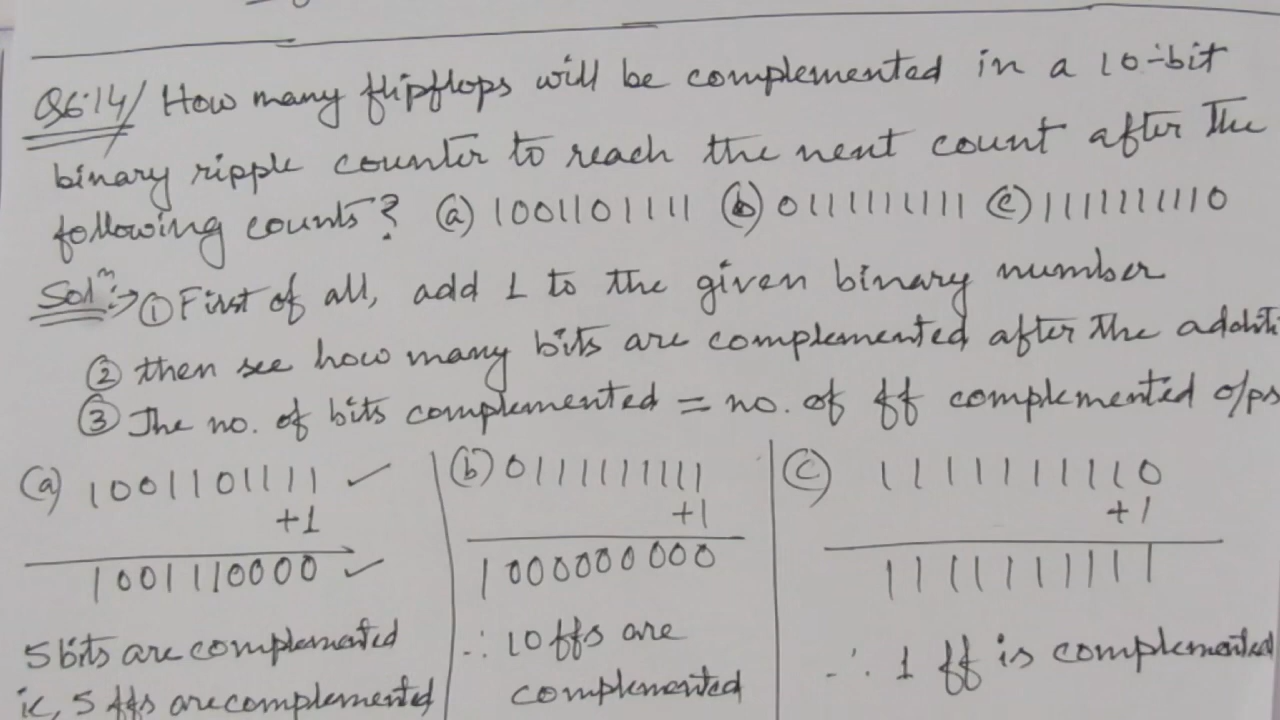 Q6.14/ How many flipflops will be complemented in a 10-bit
binary ripple counter to reach the next count after the
following counts? (a) 1001101111 (b) 0111111111 (c) 1111111110
Solⁿ:→ ① First of all, add 1 to the given binary number
② then see how many bits are complemented after the additi
③ The no. of bits complemented = no. of ff complemented o/ps
(a) 1001101111 ✓
+1
1001110000 ✓
5 bits are complemented
ie, 5 ffs are complemented
(b) 0111111111
+1
1000000000
∴ 10 ffs are
complemented
(c) 1111111110
+1
1111111111
∴ 1 ff is complemented